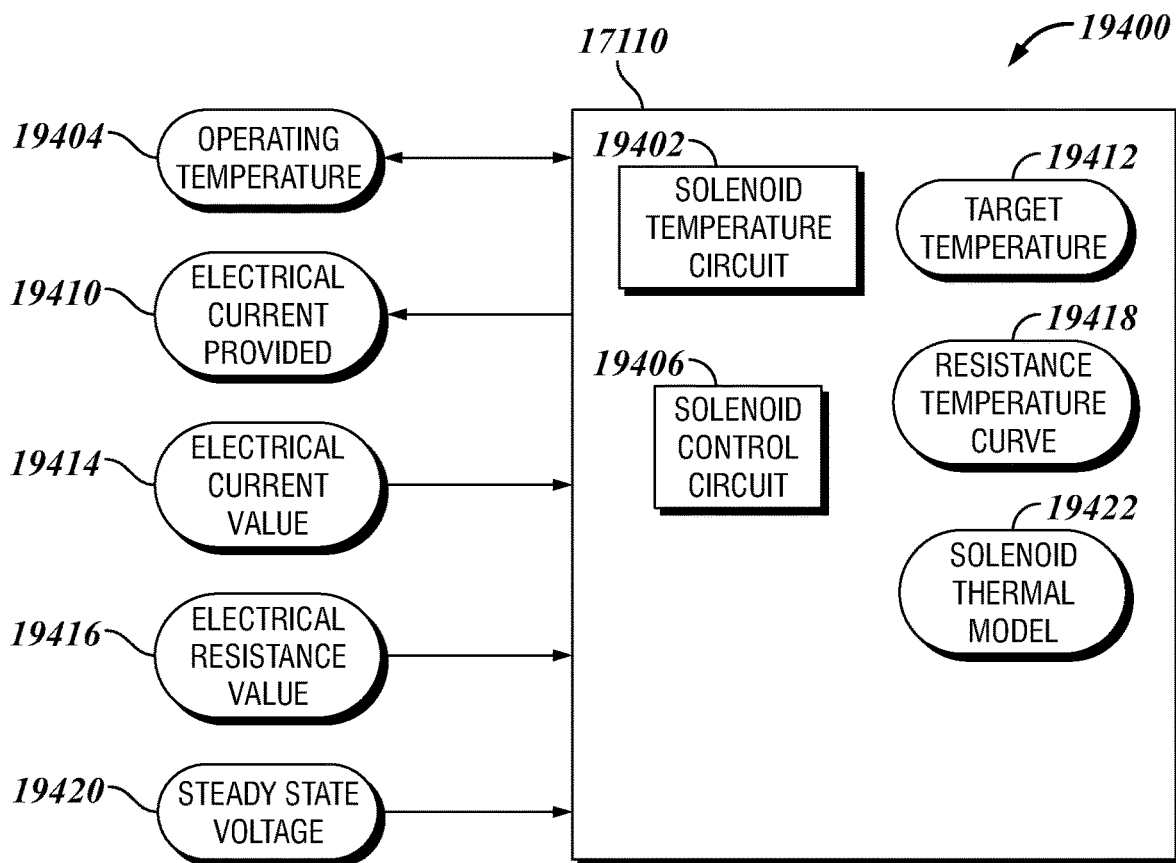 19400
17110
19404
OPERATING
TEMPERATURE
19410
ELECTRICAL
CURRENT
PROVIDED
19414
ELECTRICAL
CURRENT
VALUE
19416
ELECTRICAL
RESISTANCE
VALUE
19420
STEADY STATE
VOLTAGE
19402
SOLENOID
TEMPERATURE
CIRCUIT
19406
SOLENOID
CONTROL
CIRCUIT
19412
TARGET
TEMPERATURE
19418
RESISTANCE
TEMPERATURE
CURVE
19422
SOLENOID
THERMAL
MODEL